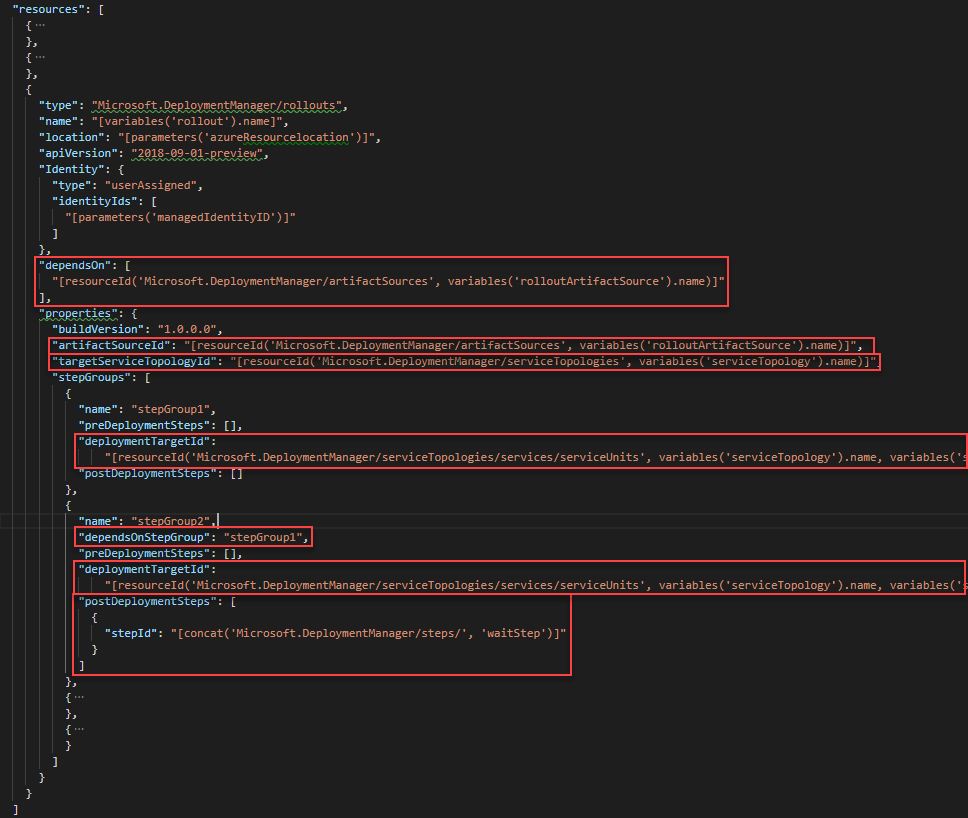 "resources": [
{ ...
},
{ ...
},
{
"type": "Microsoft.DeploymentManager/rollouts",
"name": "[variables('rollout').name]",
"location": "[parameters('azureResourcelocation')]",
"apiVersion": "2018-09-01-preview",
"Identity": {
"type": "userAssigned",
"identityIds": [
"[parameters('managedIdentityID')]"
]
},
"dependsOn": [
"[resourceId('Microsoft.DeploymentManager/artifactSources', variables('rolloutArtifactSource').name)]"
],
"properties": {
"buildVersion": "1.0.0.0",
"artifactSourceId": "[resourceId('Microsoft.DeploymentManager/artifactSources', variables('rolloutArtifactSource').name)]",
"targetServiceTopologyId": "[resourceId('Microsoft.DeploymentManager/serviceTopologies', variables('serviceTopology').name)]",
"stepGroups": [
{
"name": "stepGroup1",
"preDeploymentSteps": [],
"deploymentTargetId":
"[resourceId('Microsoft.DeploymentManager/serviceTopologies/services/serviceUnits', variables('serviceTopology').name, variables('s
"postDeploymentSteps": []
},
{
"name": "stepGroup2",
"dependsOnStepGroup": "stepGroup1",
"preDeploymentSteps": [],
"deploymentTargetId":
"[resourceId('Microsoft.DeploymentManager/serviceTopologies/services/serviceUnits', variables('serviceTopology').name, variables('s
"postDeploymentSteps": [
{
"stepId": "[concat('Microsoft.DeploymentManager/steps/', 'waitStep')]"
}
]
},
{ ...
},
{ ...
}
]
}
}
]